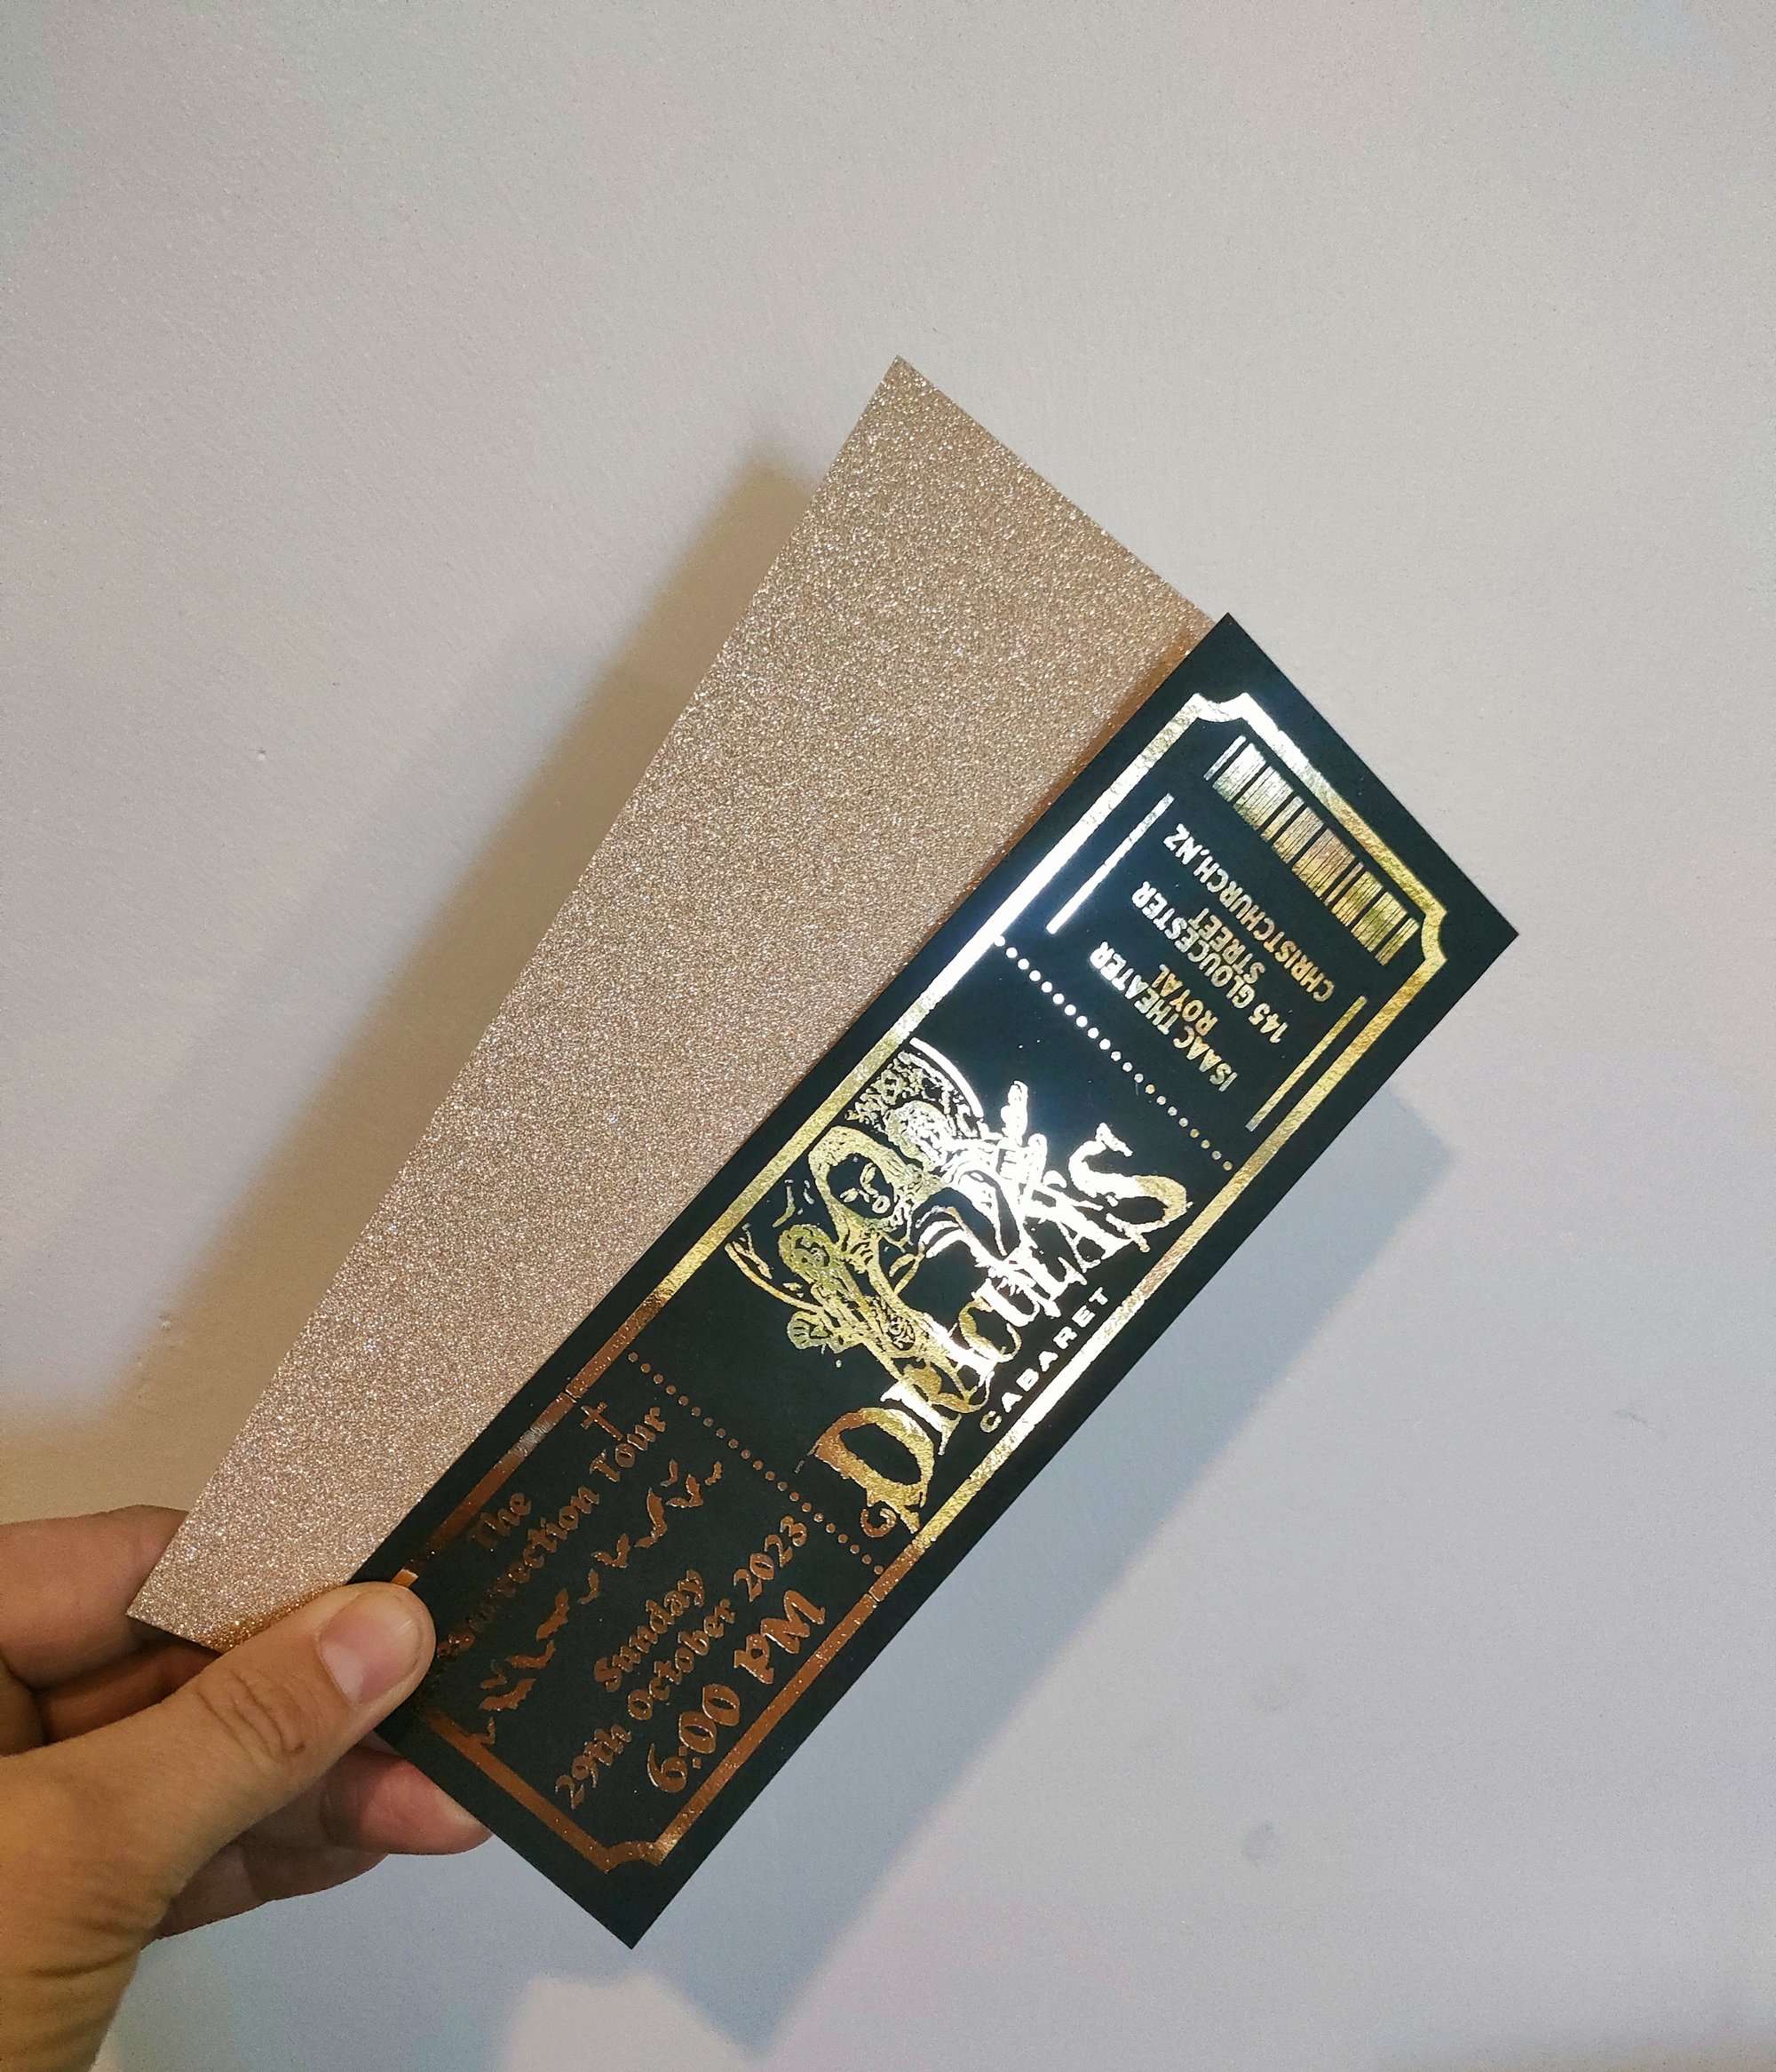 The
Resurrection Tour
Sunday
29th October 2023
6:00 PM
DRACULAS
CABARET
ISAAC THEATER
ROYAL
145 GLOUCESTER
STREET
CHRISTCHURCH,NZ